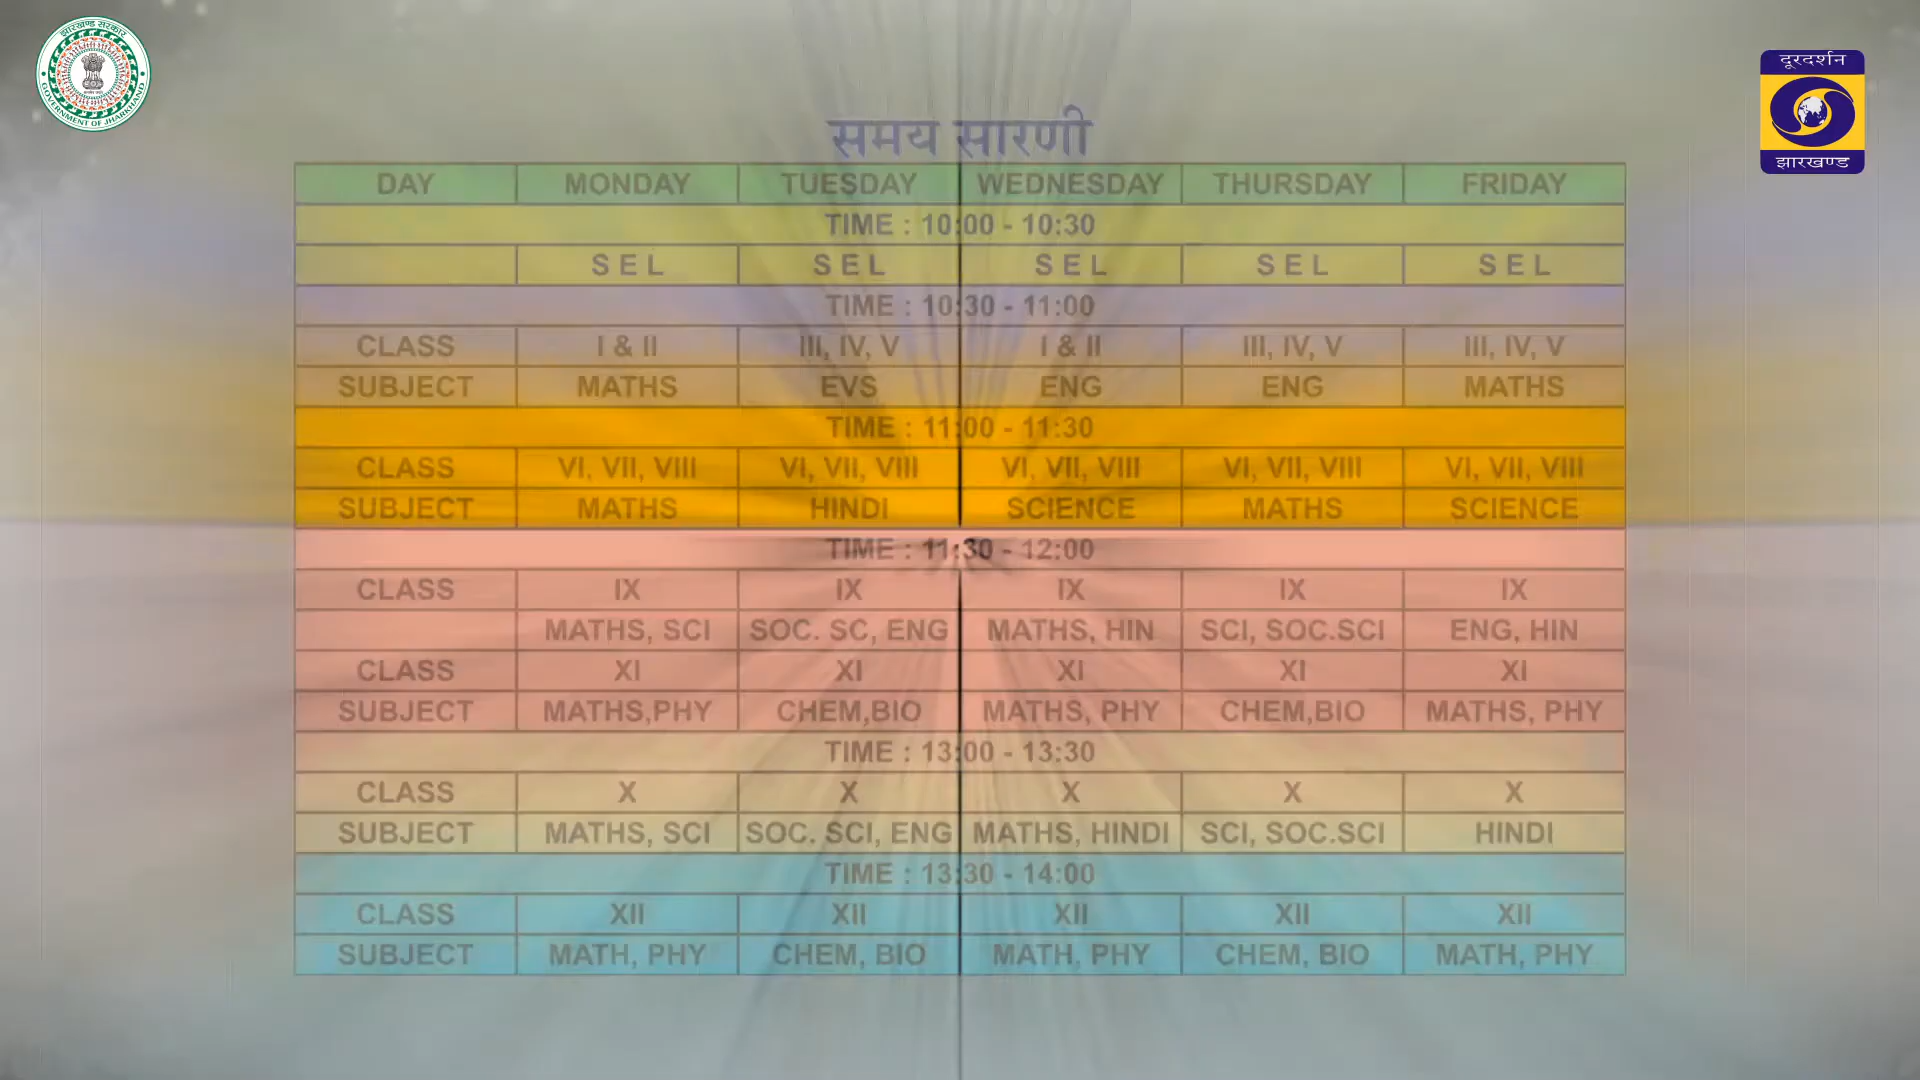 झारखण्ड सरकार
GOVERNMENT OF JHARKHAND
दूरदर्शन
झारखण्ड
समय सारणी
DAY MONDAY TUESDAY WEDNESDAY THURSDAY FRIDAY
TIME : 10:00 - 10:30
S E L S E L S E L S E L S E L
TIME : 10:30 - 11:00
CLASS I & II III, IV, V I & II III, IV, V III, IV, V
SUBJECT MATHS EVS ENG ENG MATHS
TIME : 11:00 - 11:30
CLASS VI, VII, VIII VI, VII, VIII VI, VII, VIII VI, VII, VIII VI, VII, VIII
SUBJECT MATHS HINDI SCIENCE MATHS SCIENCE
TIME : 11:30 - 12:00
CLASS IX IX IX IX IX
MATHS, SCI SOC. SC, ENG MATHS, HIN SCI, SOC.SCI ENG, HIN
CLASS XI XI XI XI XI
SUBJECT MATHS,PHY CHEM,BIO MATHS, PHY CHEM,BIO MATHS, PHY
TIME : 13:00 - 13:30
CLASS X X X X X
SUBJECT MATHS, SCI SOC. SCI, ENG MATHS, HINDI SCI, SOC.SCI HINDI
TIME : 13:30 - 14:00
CLASS XII XII XII XII XII
SUBJECT MATH, PHY CHEM, BIO MATH, PHY CHEM, BIO MATH, PHY